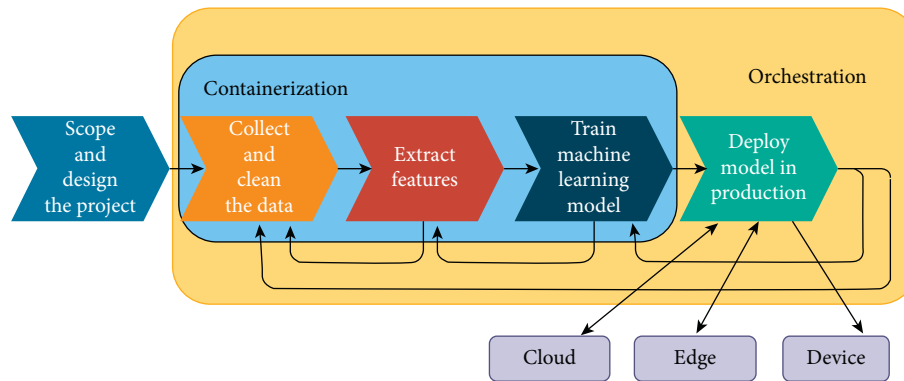 Orchestration
Containerization
Scope
and
design
the project
Collect
and
clean
the data
Extract
features
Train
machine
learning
model
Deploy
model in
production
Cloud
Edge
Device